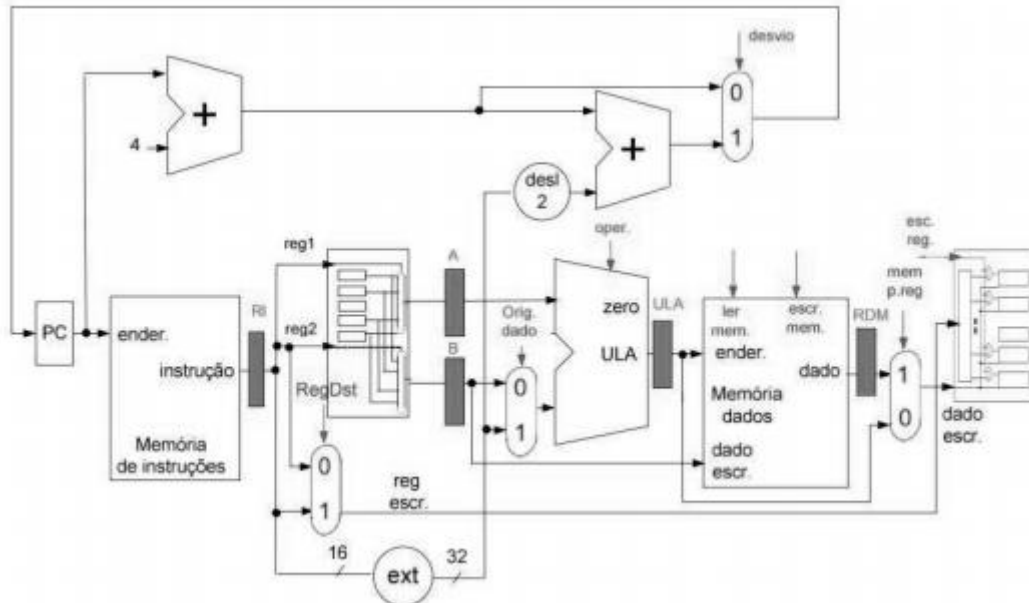 desvio
0
1
+
4
+
desl
2
oper.
esc.
reg.
reg1
A
mem
p.reg
zero
ULA
ULA
ler
mem.
escr.
mem.
RDM
PC
ender.
RI
reg2
Orig.
dado
ender.
instrução
RegDst
B
0
1
dado
1
0
Memória
dados
dado
escr.
Memória
de instruções
dado
escr.
0
1
reg
escr.
16
ext
32